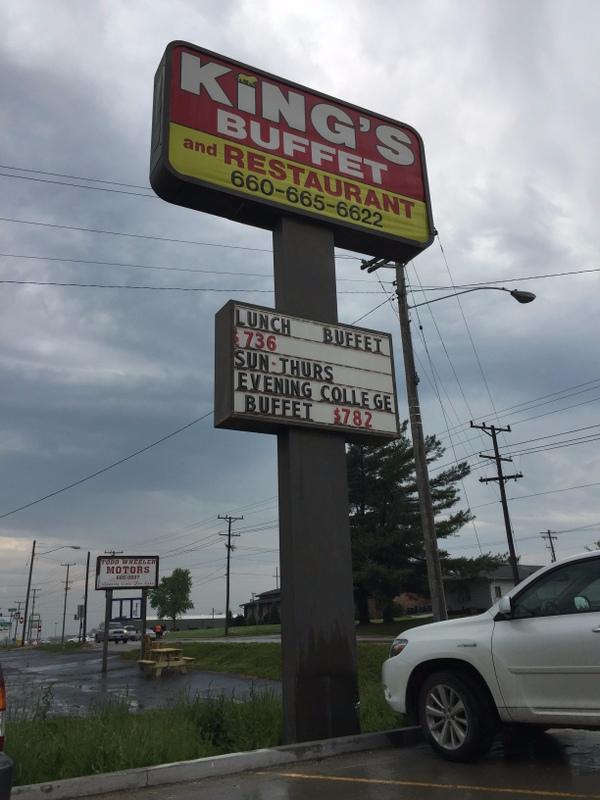 KiNG'S
BUFFET
and RESTAURANT
660-665-6622
LUNCH BUFFET
$736
SUN-THURS
EVENING COLLEGE
BUFFET $782
TODD WHEELER
MOTORS